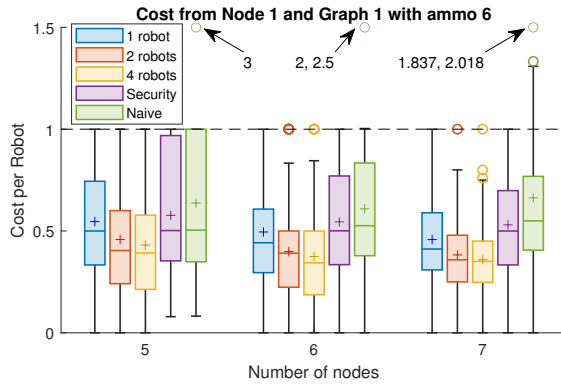 Cost from Node 1 and Graph 1 with ammo 6
1.5
1 robot
2 robots
4 robots
Security
Naive
3
2, 2.5
1.837, 2.018
1
0.5
0
Cost per Robot
5
6
7
Number of nodes